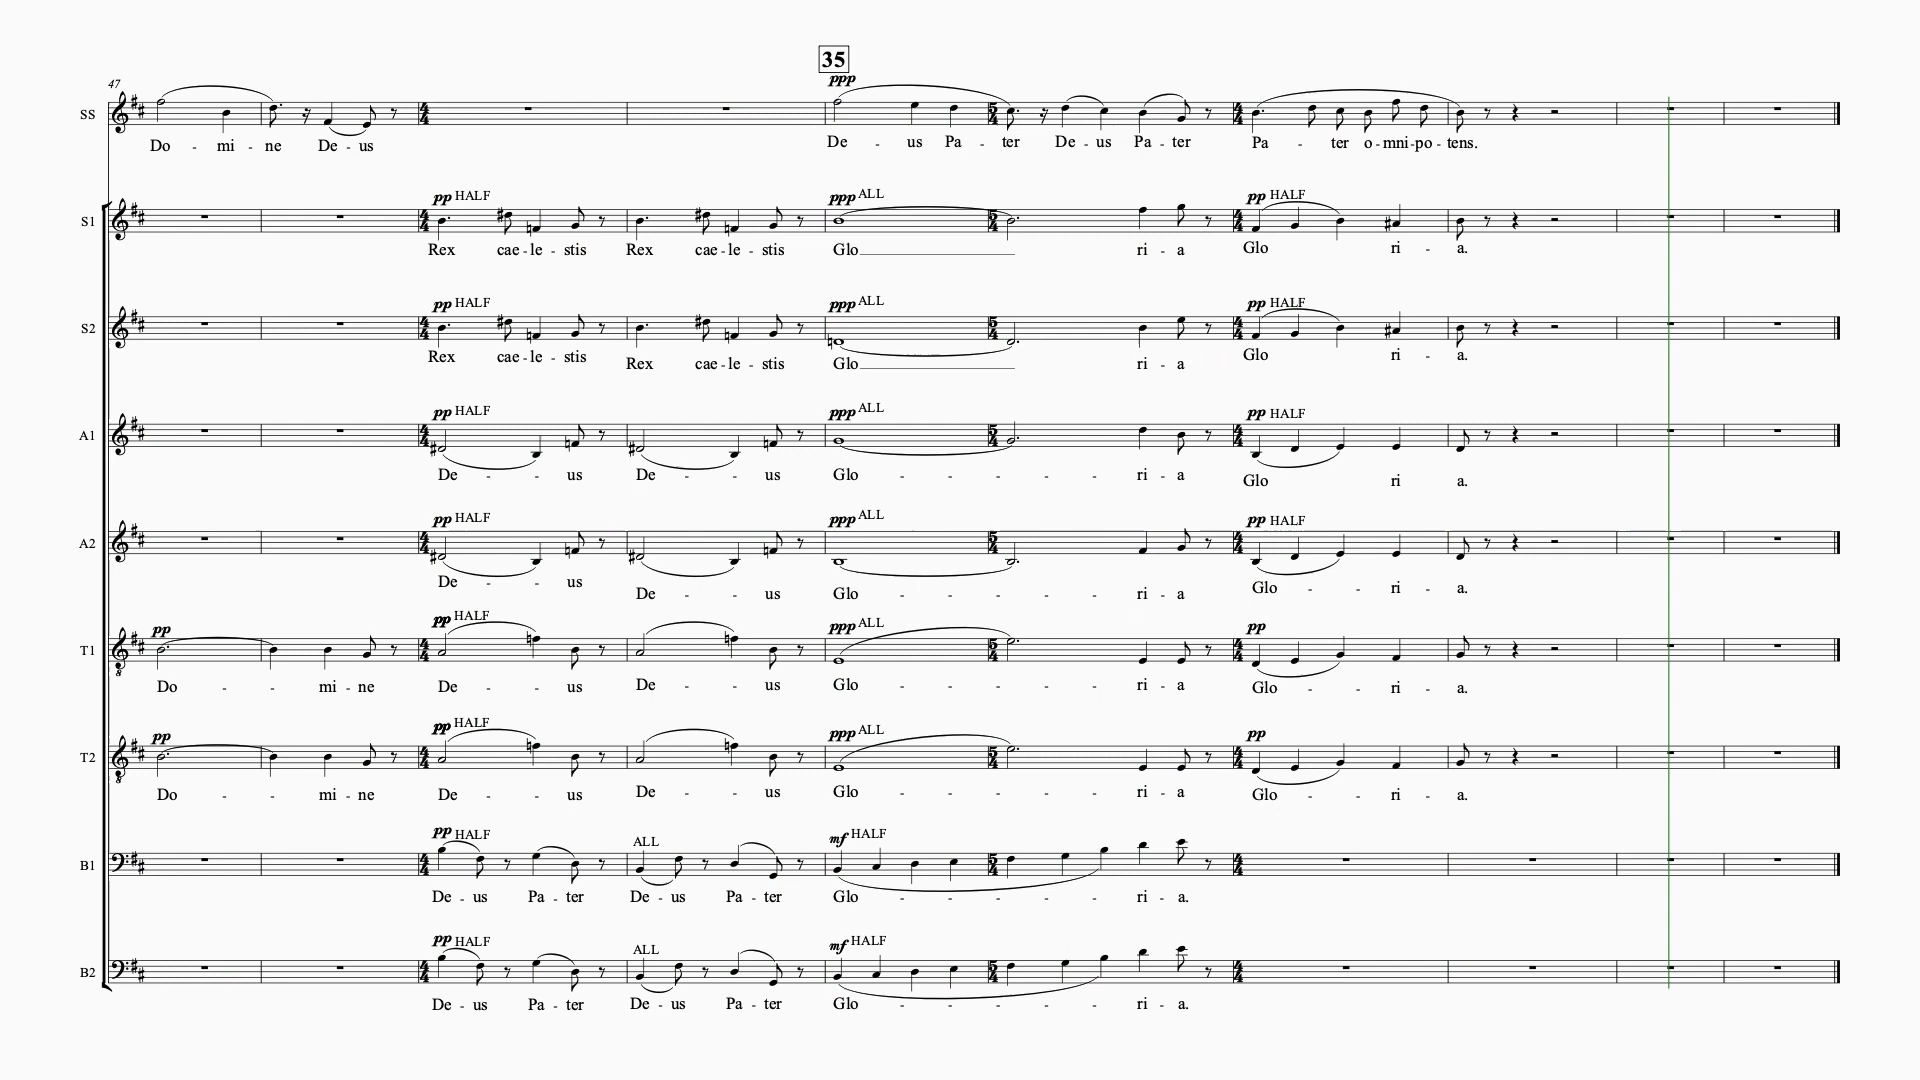 35
47
ppp
SS
Do - mi - ne De - us De - us Pa - ter De - us Pa - ter Pa - ter o - mni - po - tens.
pp HALF ppp ALL pp HALF
S1
Rex cae - le - stis Rex cae - le - stis Glo ri - a Glo ri - a.
pp HALF ppp ALL pp HALF
S2
Rex cae - le - stis Rex cae - le - stis Glo ri - a Glo ri - a.
pp HALF ppp ALL pp HALF
A1
De - - us De - - us Glo - - - - ri - a Glo ri - a.
pp HALF ppp ALL pp HALF
A2
De - - us De - - us Glo - - - - ri - a Glo - - ri - a.
pp pp HALF ppp ALL pp
T1
Do - - mi - ne De - - us De - - us Glo - - - - ri - a Glo - - ri - a.
pp pp HALF ppp ALL pp
T2
Do - - mi - ne De - - us De - - us Glo - - - - ri - a Glo - - ri - a.
pp HALF ALL mf HALF
B1
De - us Pa - ter De - us Pa - ter Glo - - - - - ri - a.
pp HALF ALL mf HALF
B2
De - us Pa - ter De - us Pa - ter Glo - - - - - ri - a.